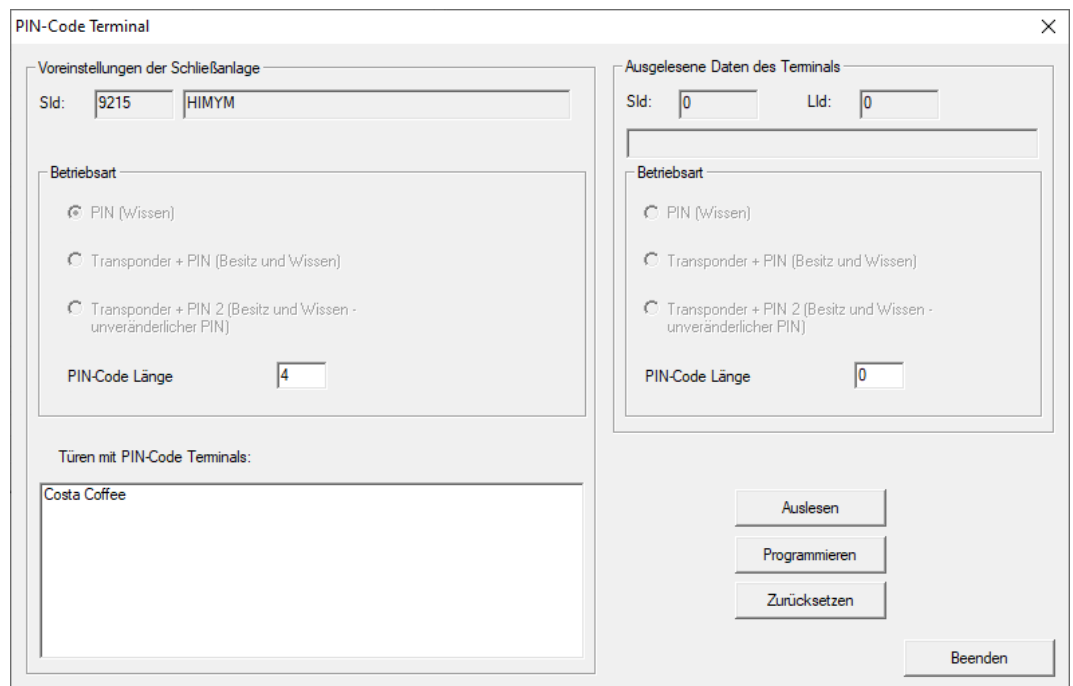 PIN-Code Terminal
Voreinstellungen der Schließanlage
SId: 9215 HIMYM
Betriebsart
PIN (Wissen)
Transponder + PIN (Besitz und Wissen)
Transponder + PIN 2 (Besitz und Wissen -
unveränderlicher PIN)
PIN-Code Länge 4
Türen mit PIN-Code Terminals:
Costa Coffee
Ausgelesene Daten des Terminals
SId: 0 LId: 0
Betriebsart
PIN (Wissen)
Transponder + PIN (Besitz und Wissen)
Transponder + PIN 2 (Besitz und Wissen -
unveränderlicher PIN)
PIN-Code Länge 0
Auslesen
Programmieren
Zurücksetzen
Beenden